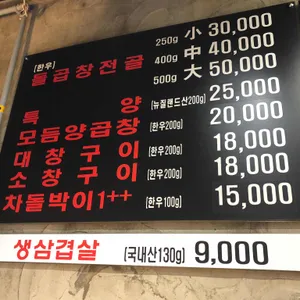 [한우] 250g 小 30,000
돌곱창전골 400g 中 40,000
500g 大 50,000
특 양 (뉴질랜드산200g) 25,000
모듬양곱창 (한우200g) 20,000
대 창 구 이 (한우200g) 18,000
소 창 구 이 (한우200g) 18,000
차돌박이1++ (한우100g) 15,000
생삼겹살 (국내산130g) 9,000